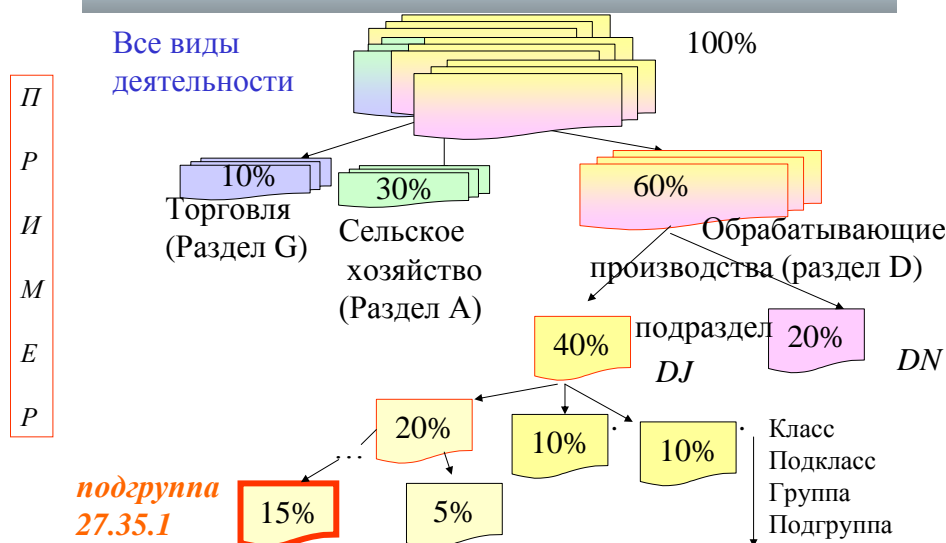 Все виды
деятельности
100%
П
Р
И
М
Е
Р
10%
30%
60%
Торговля
(Раздел G)
Сельское
хозяйство
(Раздел А)
Обрабатывающие
производства (раздел D)
40%
подраздел
DJ
20%
DN
20%
10%
10%
...
.
.
Класс
Подкласс
Группа
Подгруппа
подгруппа
27.35.1
15%
5%